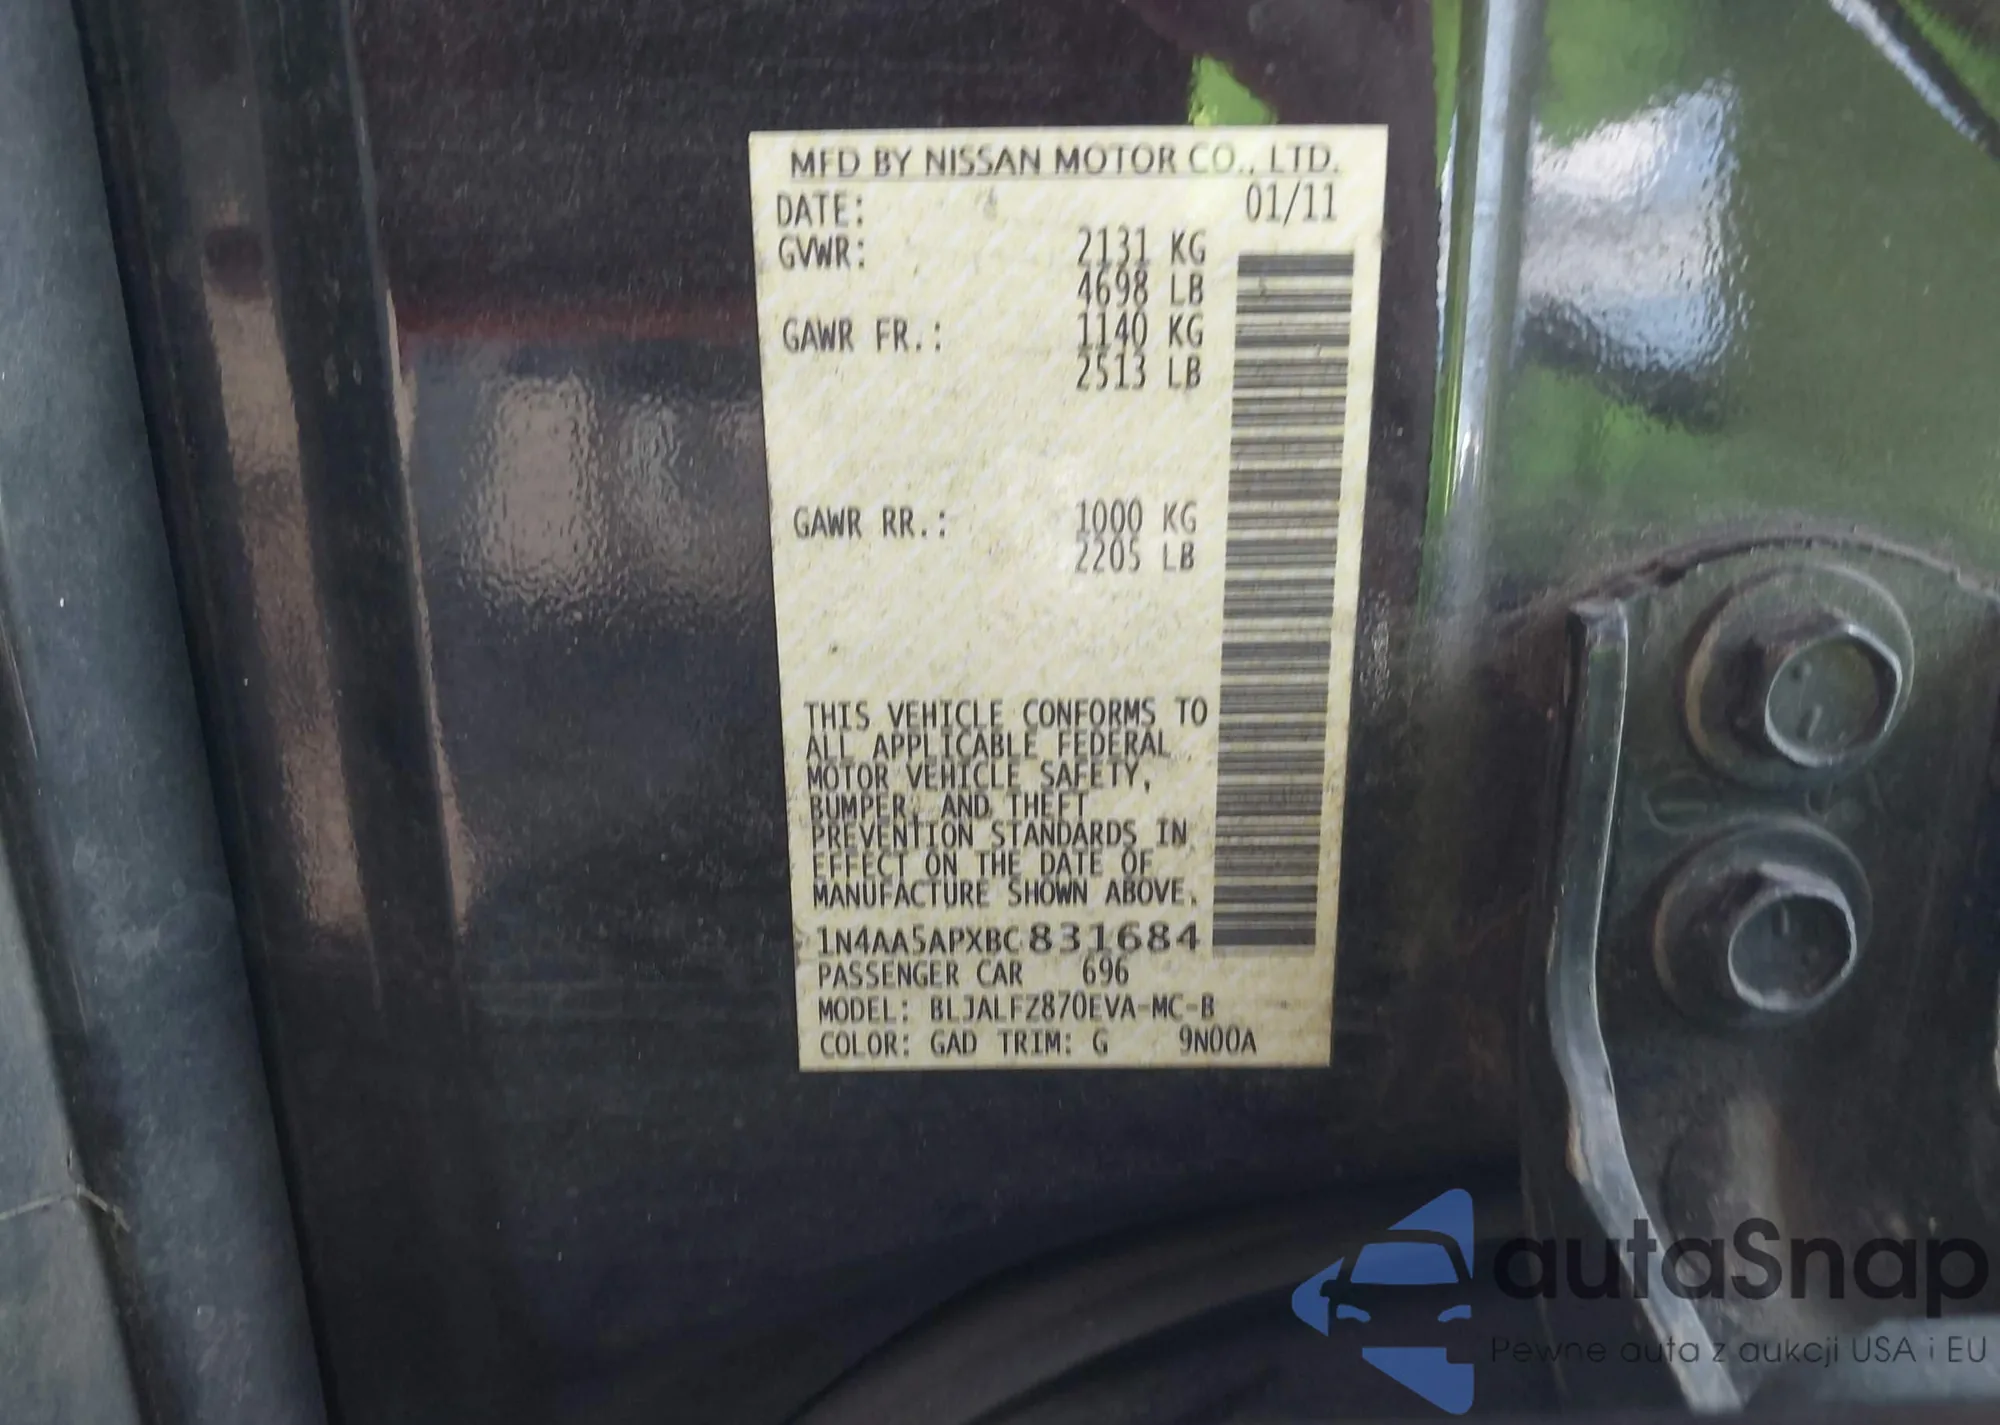 MFD BY NISSAN MOTOR CO., LTD.
DATE: 01/11
GVWR: 2131 KG
4698 LB
GAWR FR.: 1140 KG
2513 LB
GAWR RR.: 1000 KG
2205 LB
THIS VEHICLE CONFORMS TO
ALL APPLICABLE FEDERAL
MOTOR VEHICLE SAFETY,
BUMPER, AND THEFT
PREVENTION STANDARDS IN
EFFECT ON THE DATE OF
MANUFACTURE SHOWN ABOVE.
1N4AA5APXBC831684
PASSENGER CAR 696
MODEL: BLJALFZ870EVA-MC-B
COLOR: GAD TRIM: G 9N00A
autaSnap
Pewne auta z aukcji USA i EU